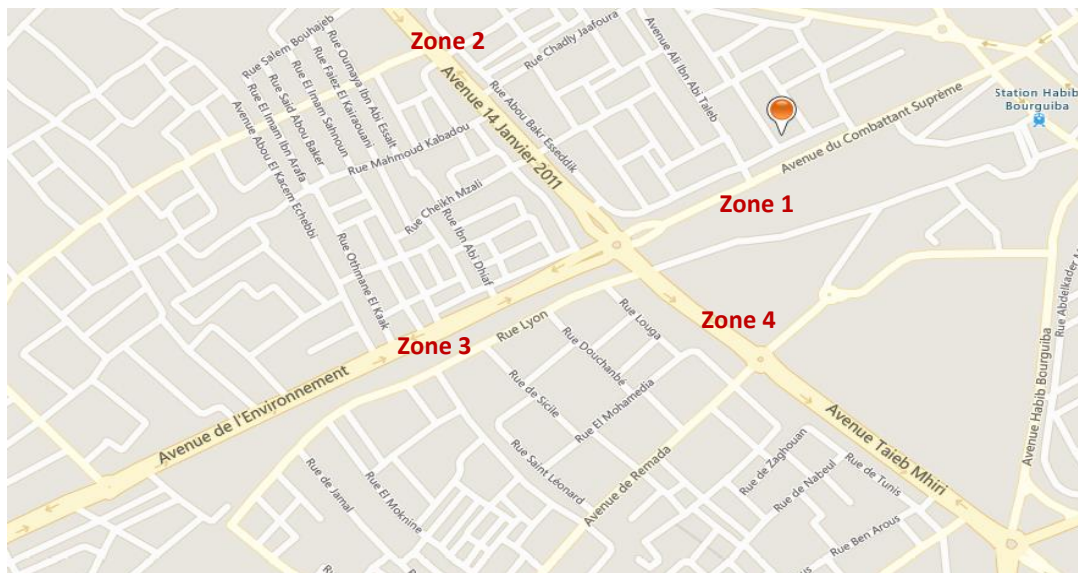 Zone 2
Rue Chadly Jaafoura
Rue Salem Bouhajeb
Rue Oumaya Ibn Abi Essalt
Rue Faiez El Kairaouani
Rue El Imam Sahnoun
Rue Said Abou Baker
Rue El Imam Ibn Arafa
Avenue Abou El Kacem Echebbi
Avenue 14 Janvier 2011
Rue Abou Bakr Esseddik
Avenue Ali Ibn Abi Taleb
Station Habib
Bourguiba
Avenue du Combattant Suprème
Rue Mahmoud Kabadou
Rue Cheikh Mzali
Zone 1
Rue Ibn Abi Dhiaf
Rue Othmane El Kaak
Zone 4
Zone 3
Rue Lyon
Rue Louga
Rue Douchanbé
Rue de Sicile
Rue El Mohamedia
Avenue de l'Environnement
Rue Abdelkader
Avenue Habib Bourguiba
Avenue Taieb Mhiri
Rue de Zaghouan
Rue de Nabeul
Rue de Tunis
Rue Saint Léonard
Avenue de Remada
Rue de Jamal
Rue El Moknine
Rue Ben Arous